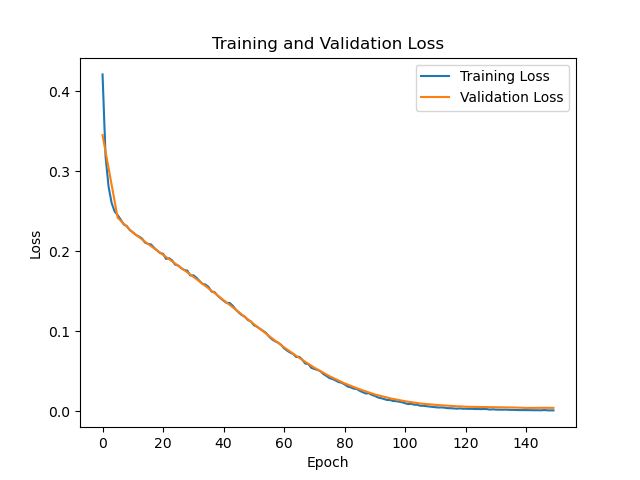 Training and Validation Loss
Training Loss
Validation Loss
0.4
0.3
0.2
0.1
0.0
Loss
0 20 40 60 80 100 120 140
Epoch